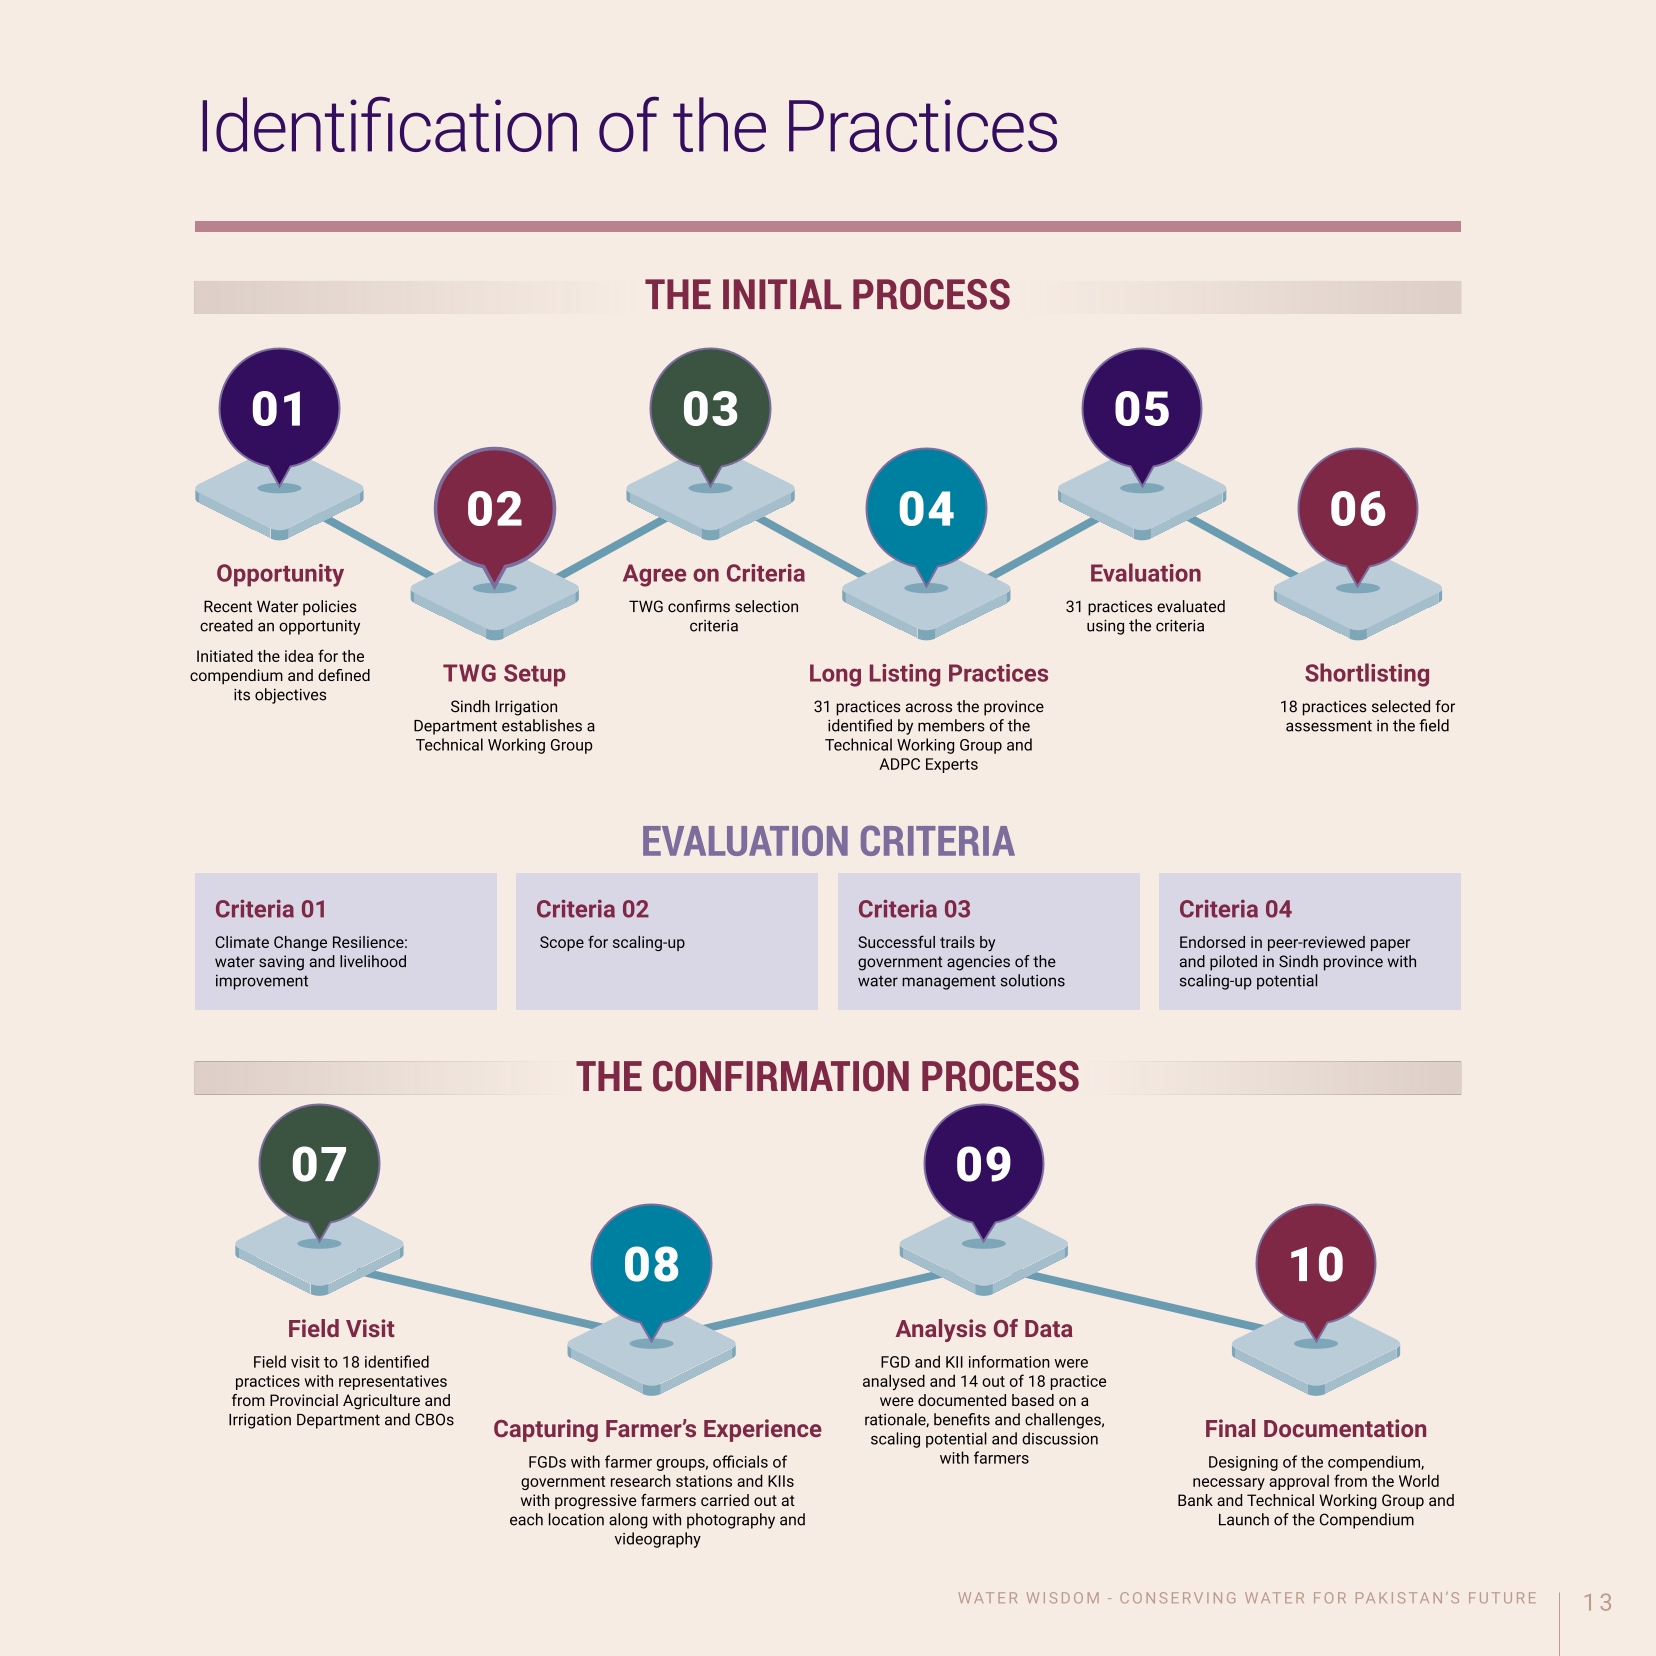 Identification of the Practices
THE INITIAL PROCESS
01
Opportunity
Recent Water policies
created an opportunity
Initiated the idea for the
compendium and defined
its objectives
02
TWG Setup
Sindh Irrigation
Department establishes a
Technical Working Group
03
Agree on Criteria
TWG confirms selection
criteria
04
Long Listing Practices
31 practices across the province
identified by members of the
Technical Working Group and
ADPC Experts
05
Evaluation
31 practices evaluated
using the criteria
06
Shortlisting
18 practices selected for
assessment in the field
EVALUATION CRITERIA
Criteria 01
Climate Change Resilience:
water saving and livelihood
improvement
Criteria 02
Scope for scaling-up
Criteria 03
Successful trails by
government agencies of the
water management solutions
Criteria 04
Endorsed in peer-reviewed paper
and piloted in Sindh province with
scaling-up potential
THE CONFIRMATION PROCESS
07
Field Visit
Field visit to 18 identified
practices with representatives
from Provincial Agriculture and
Irrigation Department and CBOs
08
Capturing Farmer’s Experience
FGDs with farmer groups, officials of
government research stations and KIIs
with progressive farmers carried out at
each location along with photography and
videography
09
Analysis Of Data
FGD and KII information were
analysed and 14 out of 18 practice
were documented based on a
rationale, benefits and challenges,
scaling potential and discussion
with farmers
10
Final Documentation
Designing of the compendium,
necessary approval from the World
Bank and Technical Working Group and
Launch of the Compendium
WATER WISDOM - CONSERVING WATER FOR PAKISTAN’S FUTURE
13